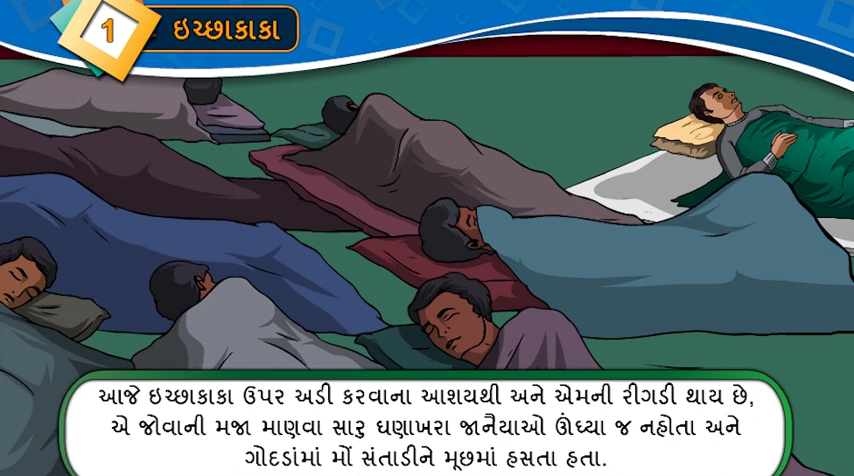 1 ઇચ્છાકાકા
આજે ઇચ્છાકાકા ઉપર અડી કરવાના આશયથી અને એમની રીગડી થાય છે,
એ જોવાની મજા માણવા સારુ ઘણાખરા જાનૈયાઓ ઊંઘ્યા જ નહોતા અને
ગોદડાંમાં મોં સંતાડીને મૂછમાં હસતા હતા.